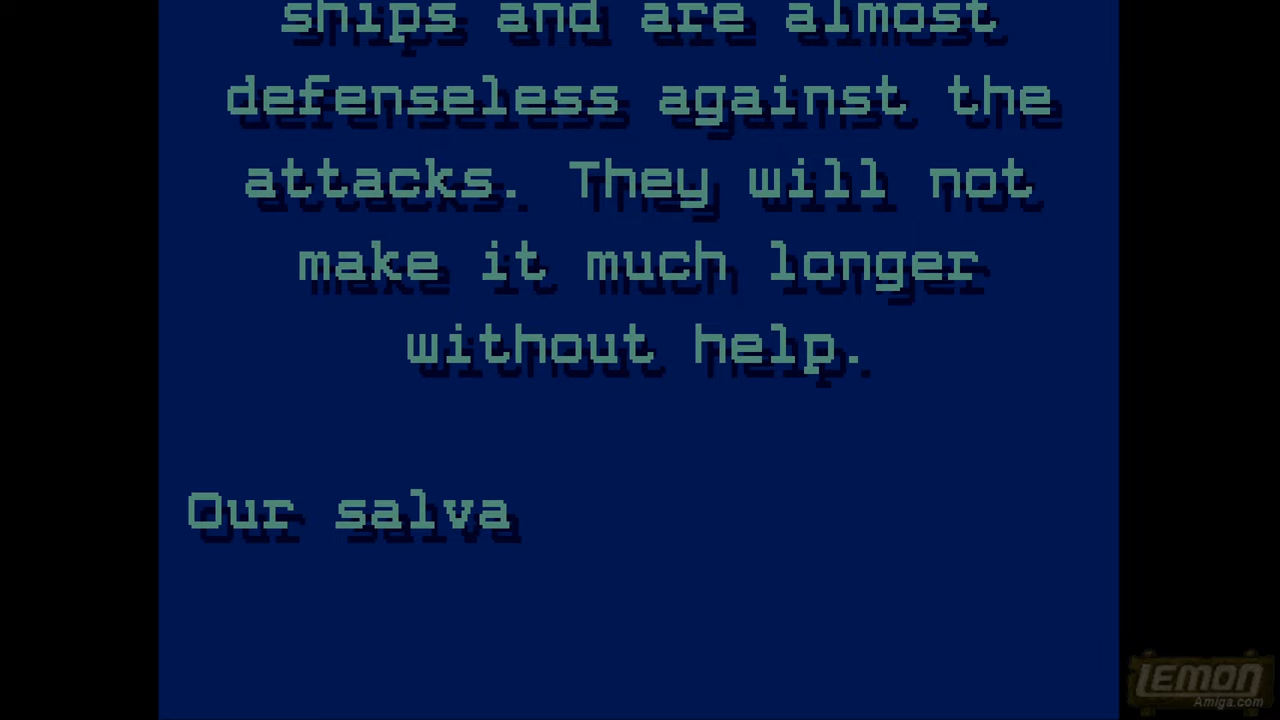 ships and are almost
defenseless against the
attacks. They will not
make it much longer
without help.
Our salva
LEMON
Amiga.com